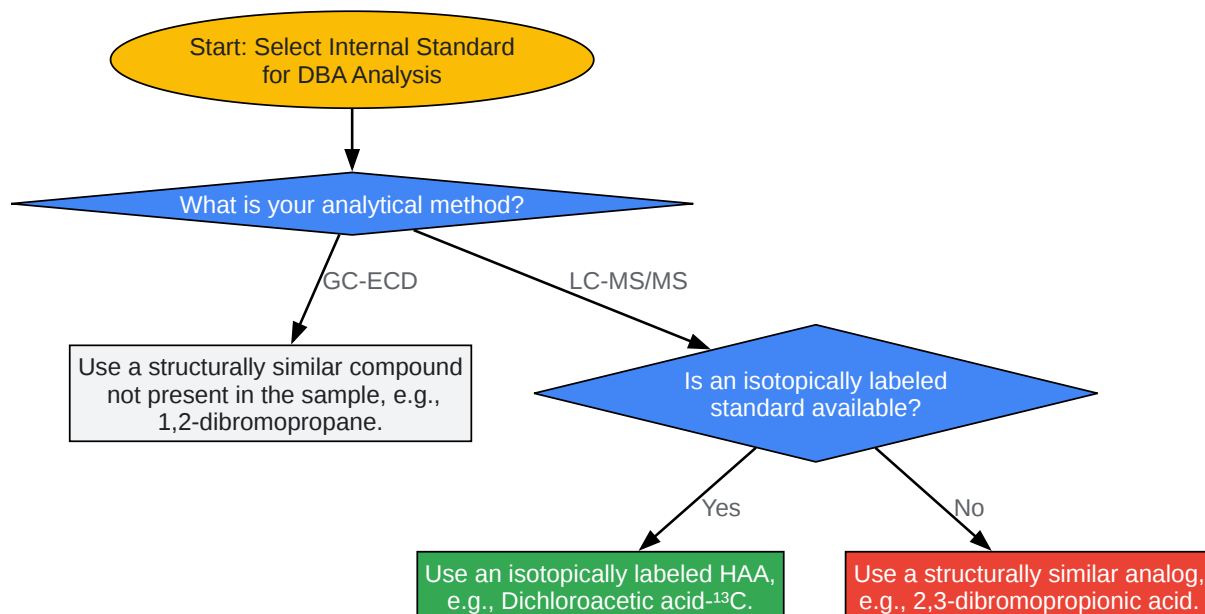 Start: Select Internal Standard
for DBA Analysis
What is your analytical method?
GC-ECD
LC-MS/MS
Use a structurally similar compound
not present in the sample, e.g.,
1,2-dibromopropane.
Is an isotopically labeled
standard available?
Yes
No
Use an isotopically labeled HAA,
e.g., Dichloroacetic acid-¹³C.
Use a structurally similar analog,
e.g., 2,3-dibromopropionic acid.